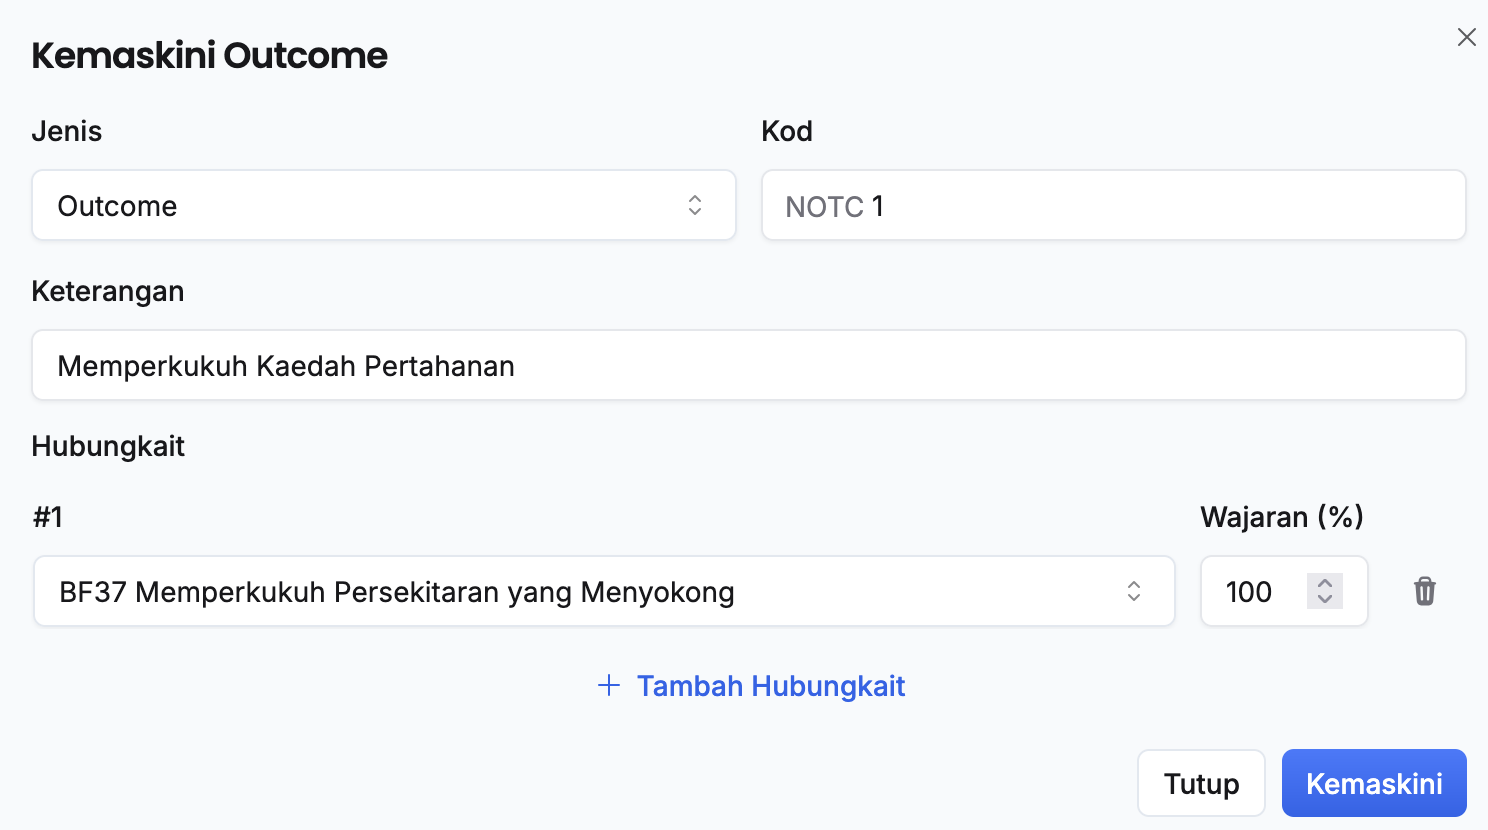 Kemaskini Outcome
Jenis
Kod
Outcome
NOTC 1
Keterangan
Memperkukuh Kaedah Pertahanan
Hubungkait
#1
Wajaran (%)
BF37 Memperkukuh Persekitaran yang Menyokong
100
+ Tambah Hubungkait
Tutup
Kemaskini